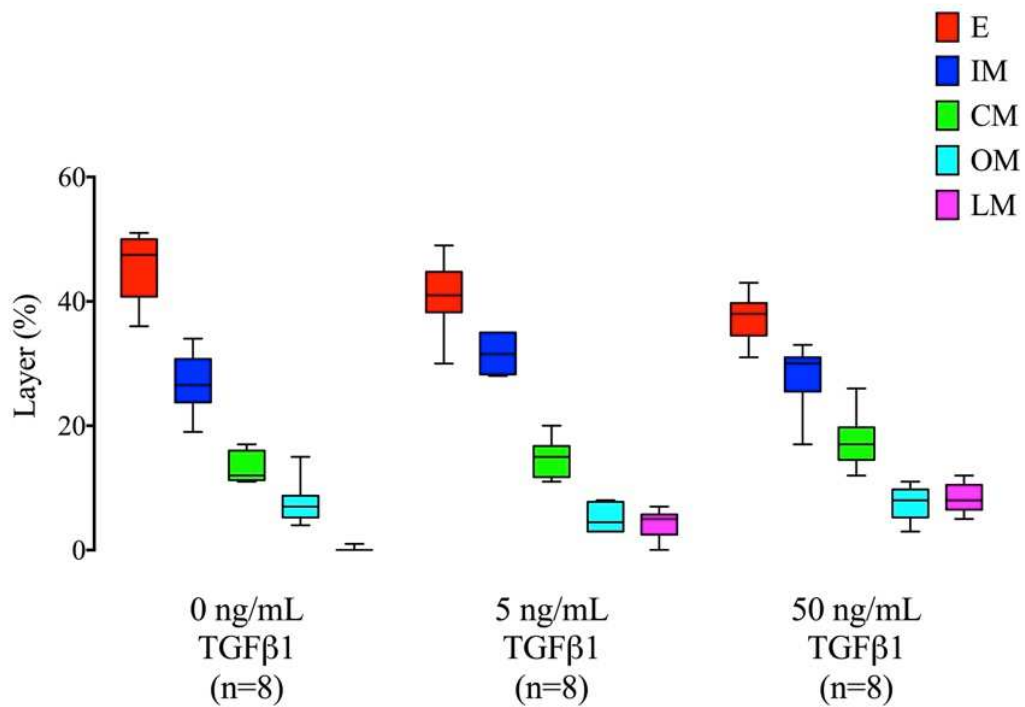 E
IM
CM
OM
LM
60
40
20
0
Layer (%)
0 ng/mL
TGFβ1
(n=8)
5 ng/mL
TGFβ1
(n=8)
50 ng/mL
TGFβ1
(n=8)